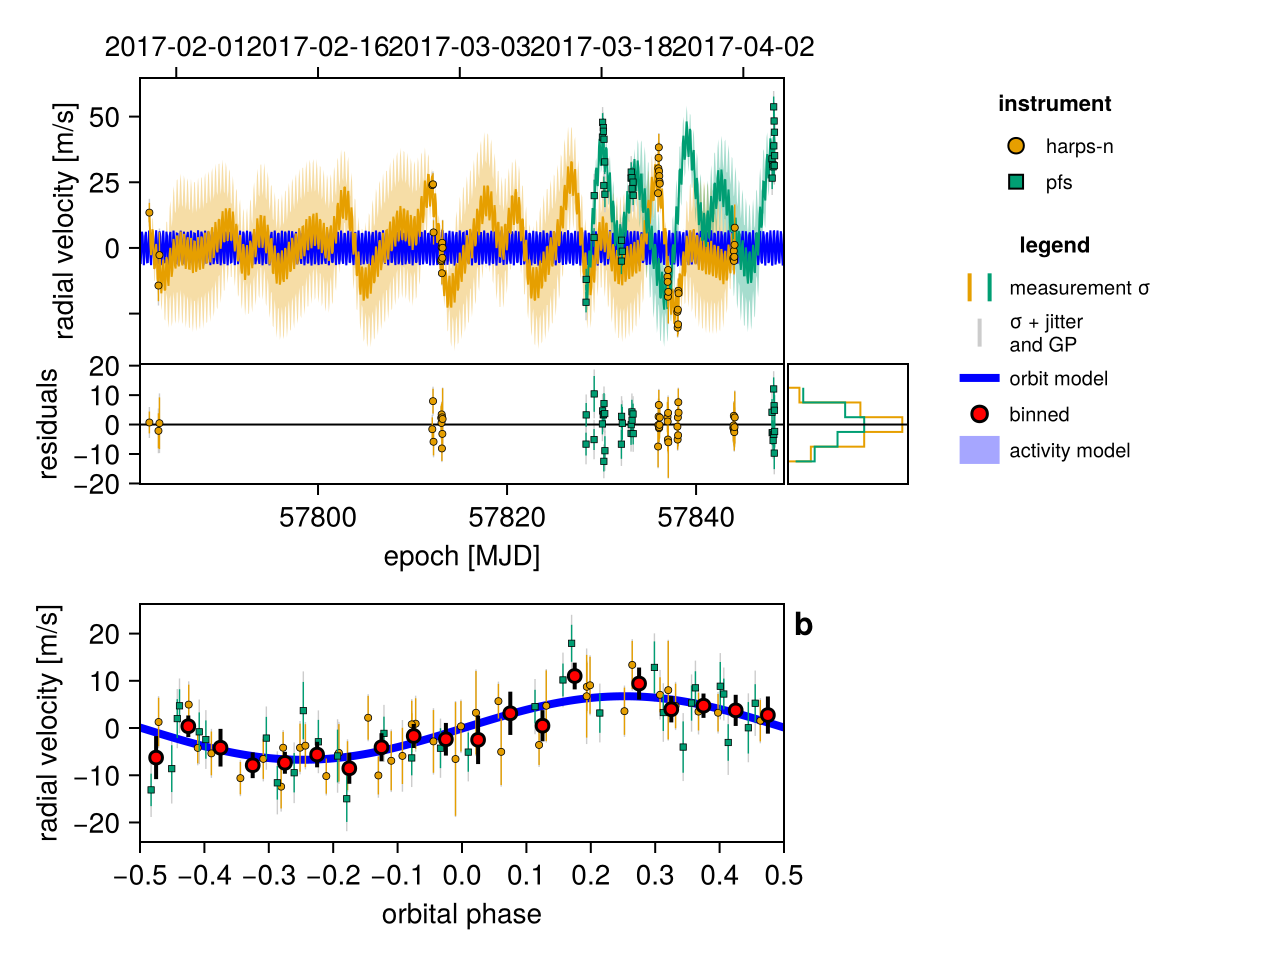 2017-02-01 2017-02-16 2017-03-03 2017-03-18 2017-04-02
radial velocity [m/s]
50
25
0
residuals
20
10
0
−10
−20
57800 57820 57840
epoch [MJD]
instrument
harps-n
pfs
legend
measurement σ
σ + jitter
and GP
orbit model
binned
activity model
b
radial velocity [m/s]
20
10
0
−10
−20
−0.5 −0.4 −0.3 −0.2 −0.1 0.0 0.1 0.2 0.3 0.4 0.5
orbital phase